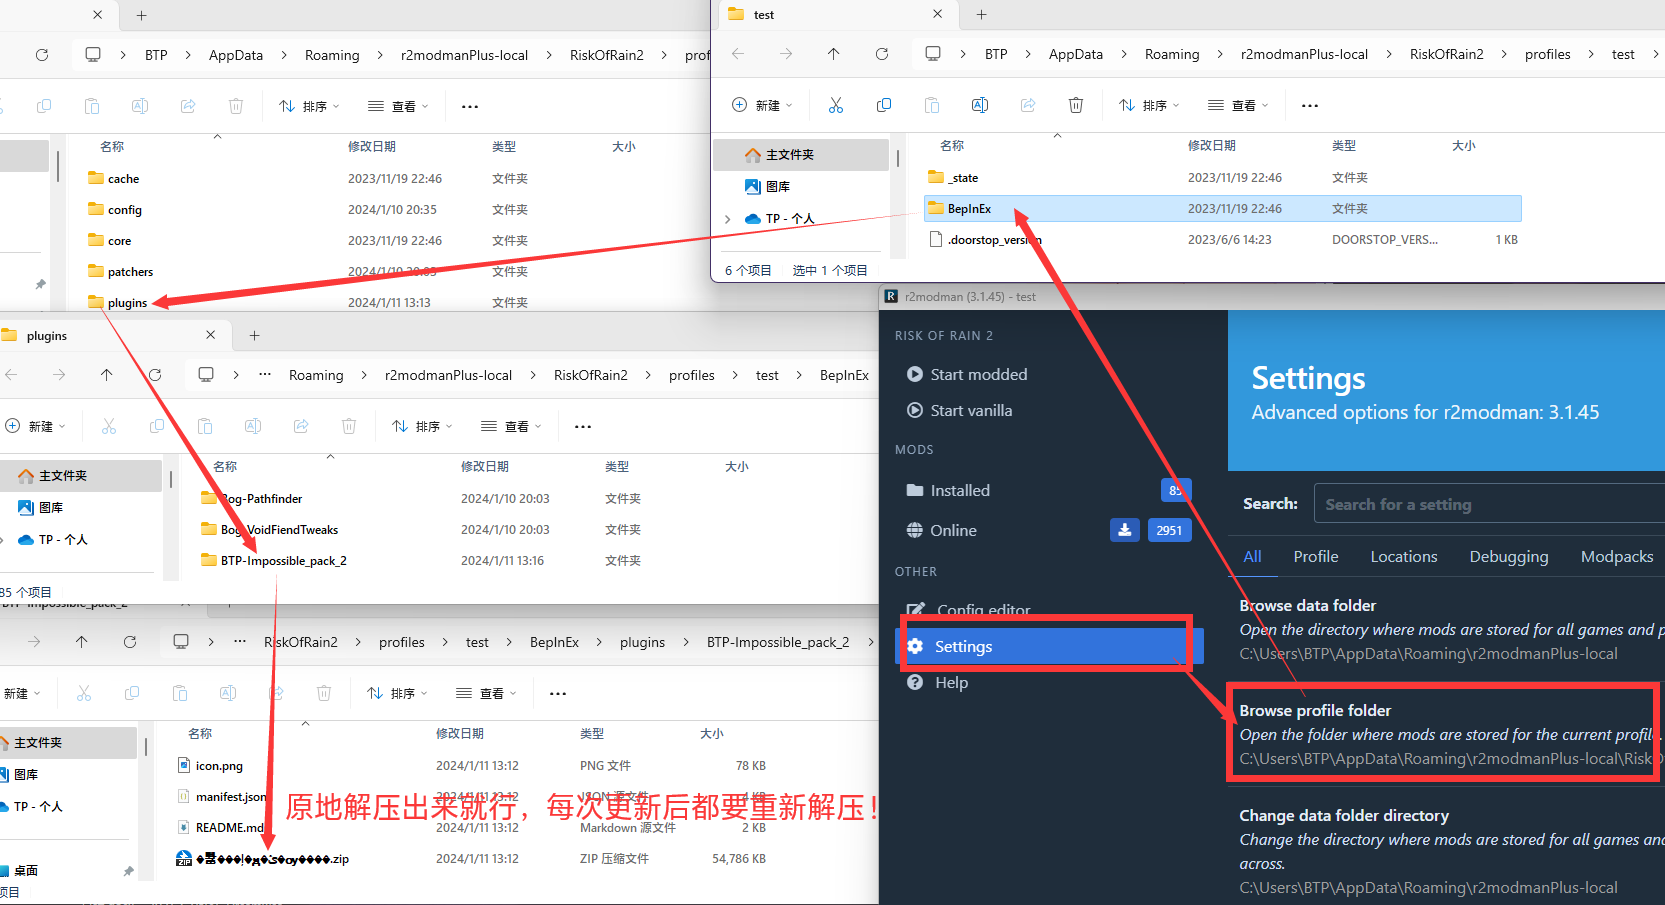 BTP > AppData > Roaming > r2modmanPlus-local > RiskOfRain2 > prof
排序 查看 ...
名称 修改日期 类型 大小
cache 2023/11/19 22:46 文件夹
config 2024/1/10 20:35 文件夹
core 2023/11/19 22:46 文件夹
patchers 2024/1/10 20:03 文件夹
plugins 2024/1/11 13:13 文件夹
test
BTP > AppData > Roaming > r2modmanPlus-local > RiskOfRain2 > profiles > test >
新建 排序 查看 ...
主文件夹
图库
TP - 个人
名称 修改日期 类型 大小
_state 2023/11/19 22:46 文件夹
BepInEx 2023/11/19 22:46 文件夹
.doorstop_version 2023/6/6 14:23 DOORSTOP_VERS... 1 KB
6 个项目 选中 1 个项目
plugins
... Roaming > r2modmanPlus-local > RiskOfRain2 > profiles > test > BepInEx
新建 排序 查看 ...
主文件夹
图库
TP - 个人
名称 修改日期 类型 大小
Bog-Pathfinder 2024/1/10 20:03 文件夹
Bog-VoidFiendTweaks 2024/1/10 20:03 文件夹
BTP-Impossible_pack_2 2024/1/11 13:16 文件夹
85 个项目
BTP-Impossible_pack_2
... RiskOfRain2 > profiles > test > BepInEx > plugins > BTP-Impossible_pack_2 >
新建 排序 查看 ...
主文件夹
图库
TP - 个人
桌面
项目
名称 修改日期 类型 大小
icon.png 2024/1/11 13:12 PNG 文件 78 KB
manifest.json 2024/1/11 13:12 JSON 源文件
README.md 2024/1/11 13:12 Markdown 源文件 2 KB
.zip 2024/1/11 13:12 ZIP 压缩文件 54,786 KB
原地解压出来就行，每次更新后都要重新解压！
R r2modman (3.1.45) - test
RISK OF RAIN 2
Start modded
Start vanilla
MODS
Installed 85
Online 2951
OTHER
Config editor
Settings
Help
Settings
Advanced options for r2modman: 3.1.45
Search: Search for a setting
All Profile Locations Debugging Modpacks
Browse data folder
Open the directory where mods are stored for all games and p
C:\Users\BTP\AppData\Roaming\r2modmanPlus-local
Browse profile folder
Open the folder where mods are stored for the current profile.
C:\Users\BTP\AppData\Roaming\r2modmanPlus-local\RiskO
Change data folder directory
Change the directory where mods are stored for all games and
across.
C:\Users\BTP\AppData\Roaming\r2modmanPlus-local